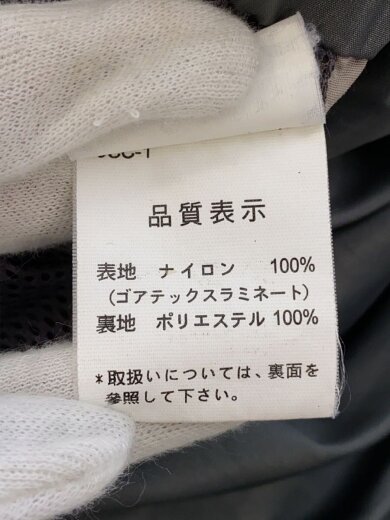 品質表示
表地 ナイロン 100%
(ゴアテックスラミネート)
裏地 ポリエステル 100%
*取扱いについては、裏面を
参照して下さい。